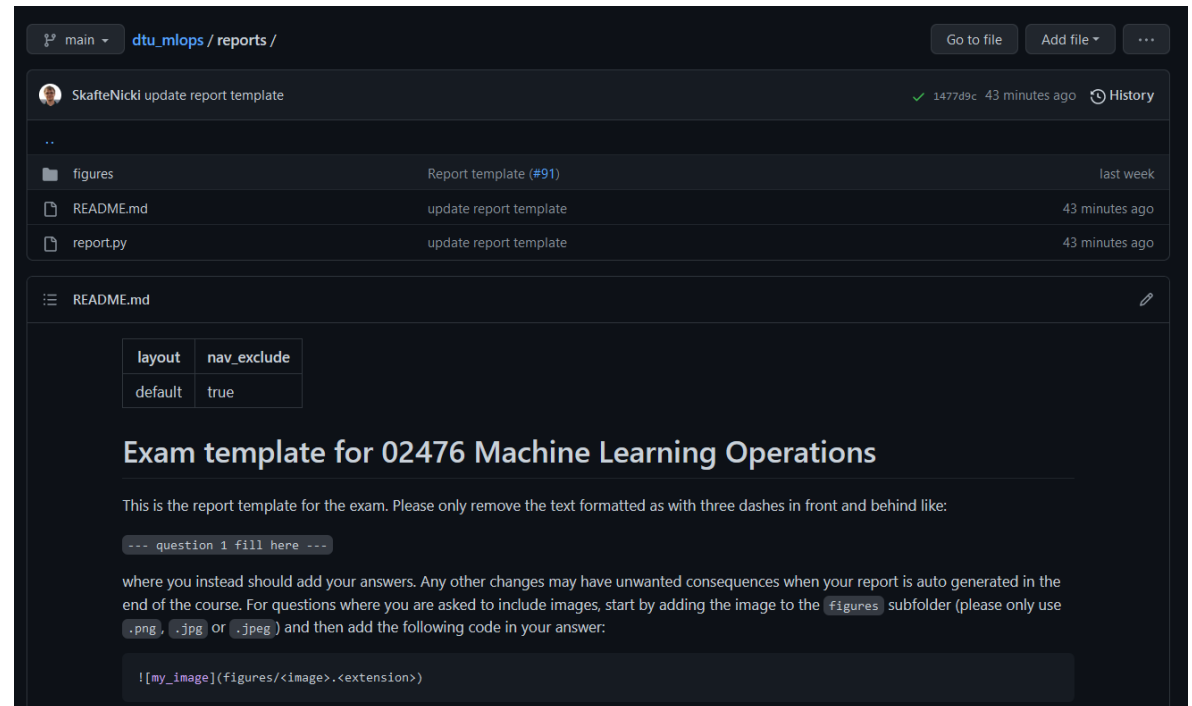 main dtu_mlops / reports / Go to file Add file ...
SkafteNicki update report template 1477d9c 43 minutes ago History
..
figures Report template (#91) last week
README.md update report template 43 minutes ago
report.py update report template 43 minutes ago
README.md
layout nav_exclude
default true
Exam template for 02476 Machine Learning Operations
This is the report template for the exam. Please only remove the text formatted as with three dashes in front and behind like:
--- question 1 fill here ---
where you instead should add your answers. Any other changes may have unwanted consequences when your report is auto generated in the
end of the course. For questions where you are asked to include images, start by adding the image to the figures subfolder (please only use
.png, .jpg or .jpeg) and then add the following code in your answer:
![my_image](figures/<image>.<extension>)